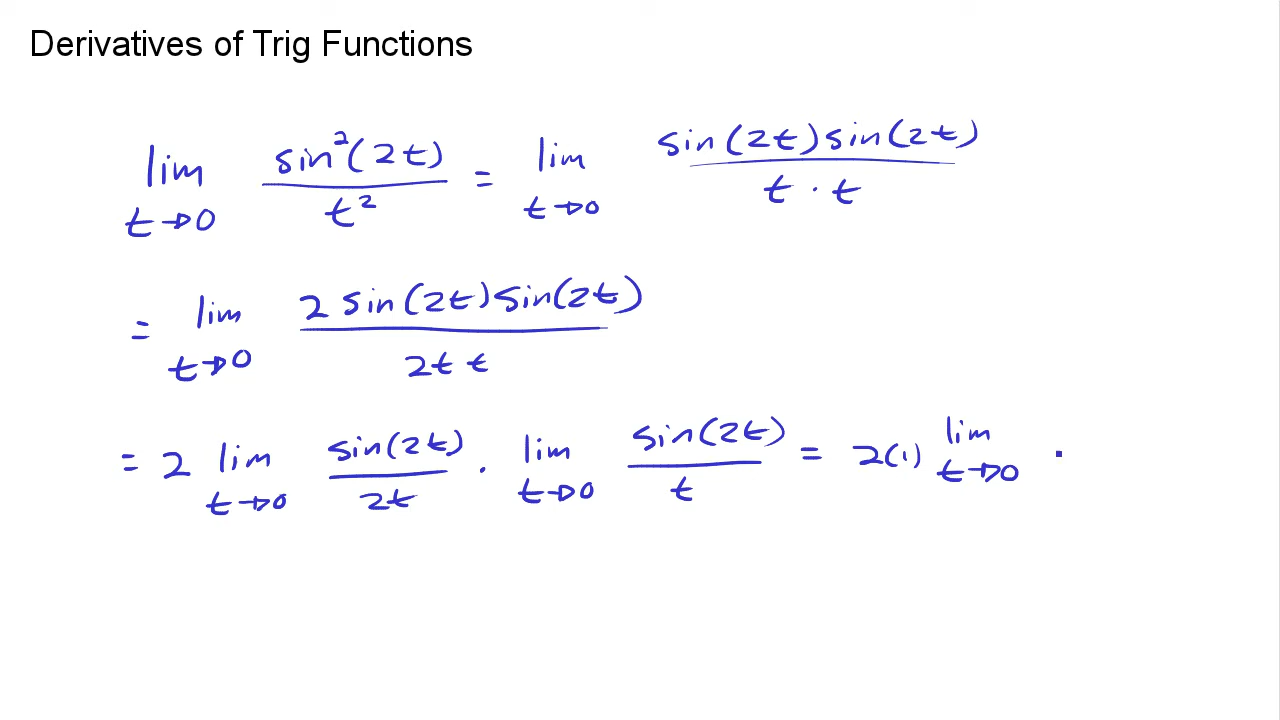 Derivatives of Trig Functions
lim t→0 sin²(2t) / t² = lim t→0 sin(2t)sin(2t) / t · t
= lim t→0 2 sin(2t)sin(2t) / 2t t
= 2 lim t→0 sin(2t) / 2t · lim t→0 sin(2t) / t = 2(1) lim t→0